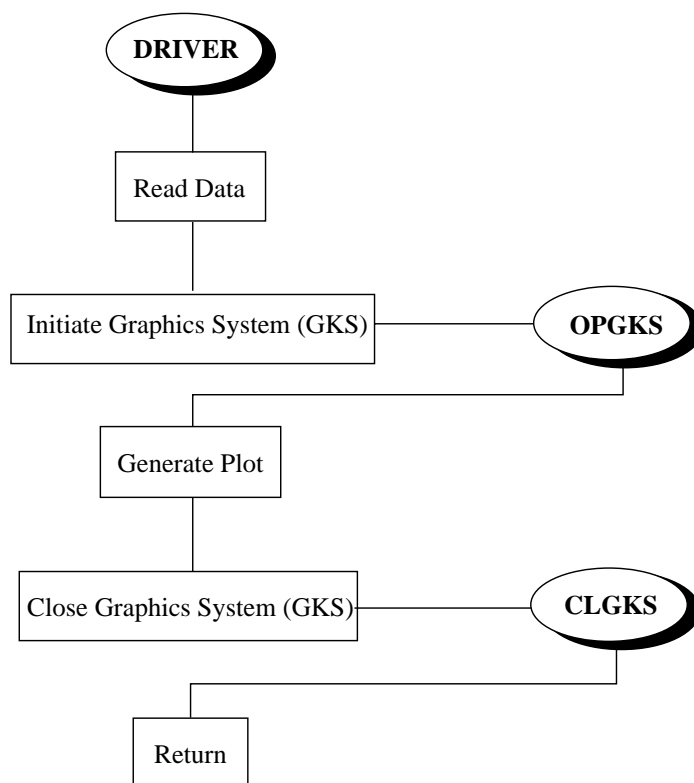 DRIVER
Read Data
Initiate Graphics System (GKS)
OPGKS
Generate Plot
Close Graphics System (GKS)
CLGKS
Return